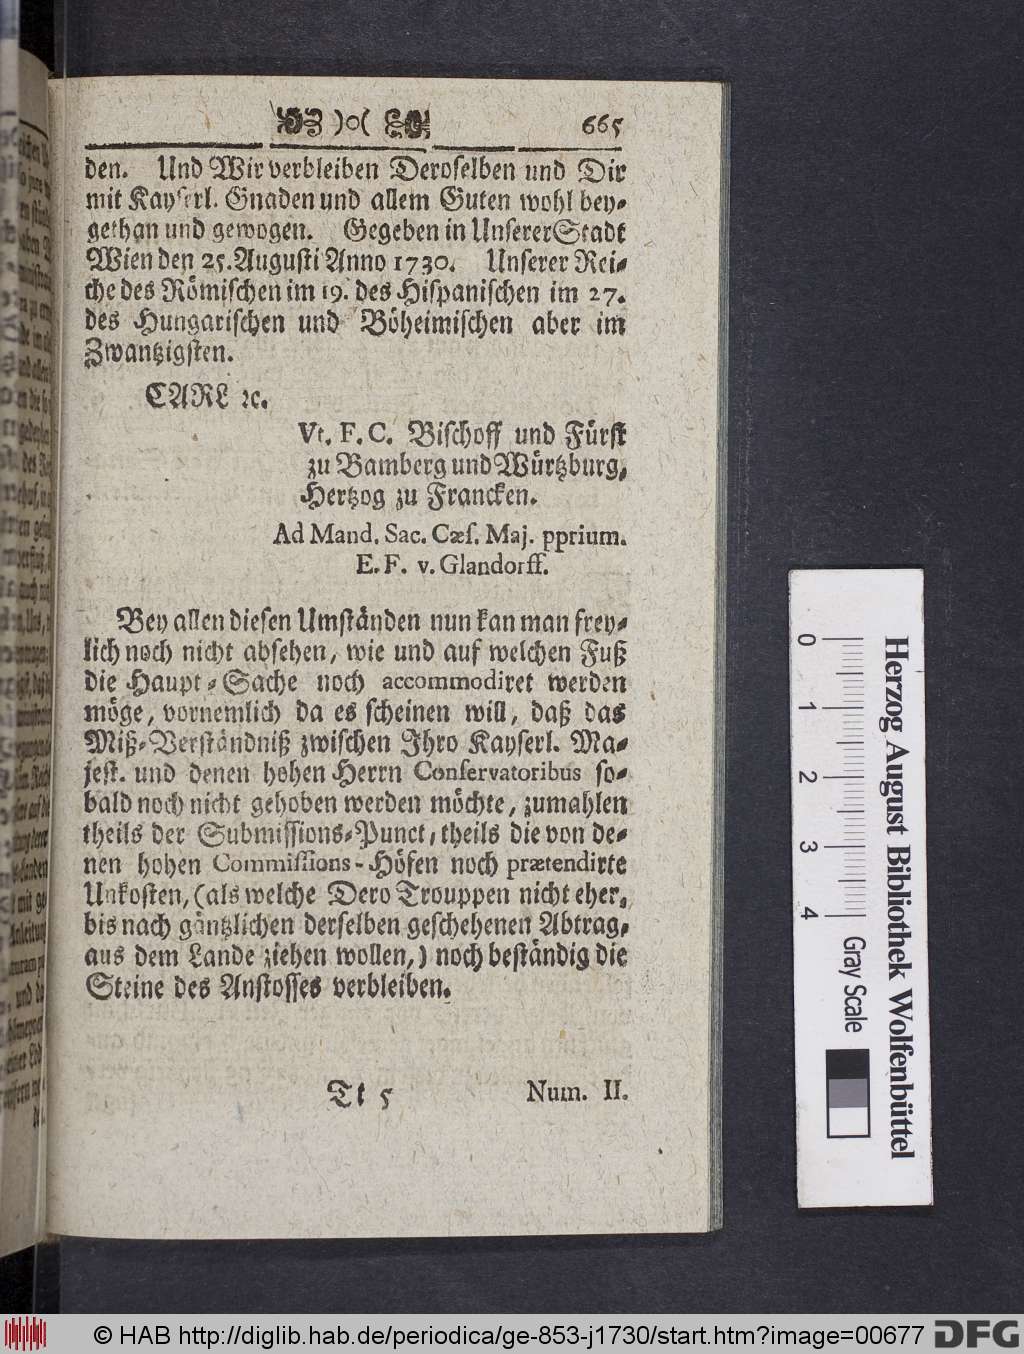 )o( 665
den. Und Wir verbleiben Deroselben und Dir
mit Kayserl. Gnaden und allem Guten wohl bey-
gethan und gewogen. Gegeben in Unserer Stadt
Wien den 25. Augusti Anno 1730. Unserer Rei-
che des Römischen im 19. des Hispanischen im 27.
des Hungarischen und Böheimischen aber im
Zwantzigsten.
CARL ꝛc.
Vt. F. C. Bischoff und Fürst
zu Bamberg und Würtzburg,
Hertzog zu Francken.
Ad Mand. Sac. Cæſ. Maj. pprium.
E. F. v. Glandorff.
Bey allen diesen Umständen nun kan man frey-
lich noch nicht absehen, wie und auf welchen Fuß
die Haupt-Sache noch accommodiret werden
möge, vornemlich da es scheinen will, daß das
Miß-Verständniß zwischen Ihro Kayserl. Ma-
jest. und denen hohen Herrn Conservatoribus so-
bald noch nicht gehoben werden möchte, zumahlen
theils der Submissions-Punct, theils die von de-
nen hohen Commissions-Höfen noch prætendirte
Unkosten, (als welche Dero Trouppen nicht eher,
bis nach gäntzlichen derselben geschehenen Abtrag,
aus dem Lande ziehen wollen,) noch beständig die
Steine des Anstosses verbleiben.
Tt 5 Num. II.
0 1 2 3 4 Gray Scale
Herzog August Bibliothek Wolfenbüttel
© HAB http://diglib.hab.de/periodica/ge-853-j1730/start.htm?image=00677 DFG